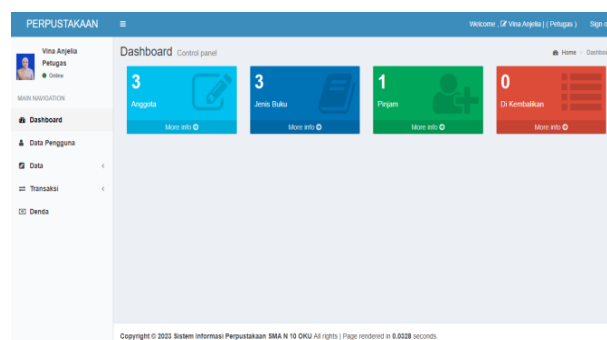 PERPUSTAKAAN
Welcome , Vina Anjelia | ( Petugas ) Sign o
Vina Anjelia
Petugas
Online
MAIN NAVIGATION
Dashboard
Data Pengguna
Data
Transaksi
Denda
Dashboard Control panel
Home > Dashboa
3
Anggota
More info
3
Jenis Buku
More info
1
Pinjam
More info
0
Di Kembalikan
More info
Copyright © 2023 Sistem Informasi Perpustakaan SMA N 10 OKU All rights | Page rendered in 0.0328 seconds.